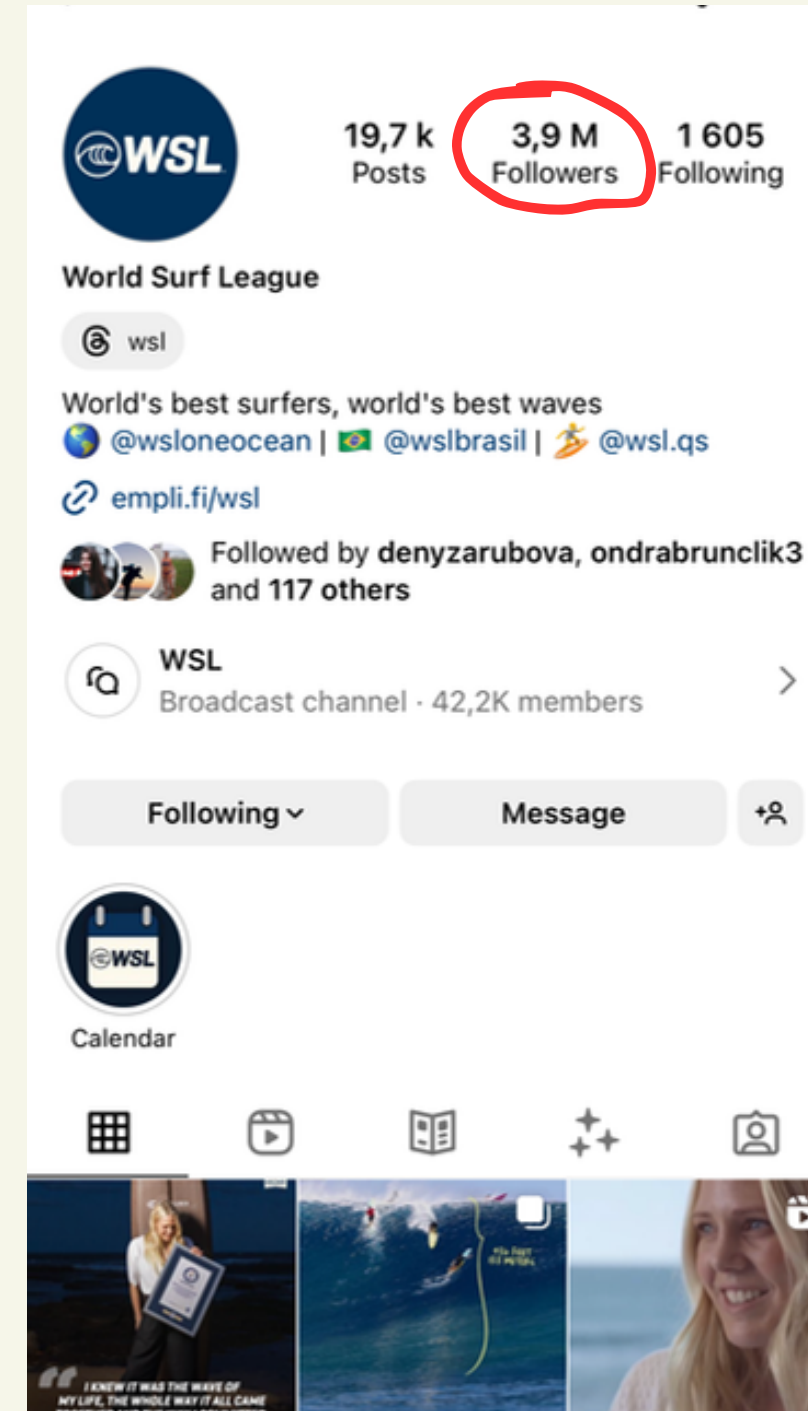 WSL
19,7 k 3,9 M 1 605
Posts Followers Following
World Surf League
wsl
World's best surfers, world's best waves
@wsloneocean | @wslbrasil | @wsl.qs
empli.fi/wsl
Followed by denyzarubova, ondrabrunclik3
and 117 others
WSL
Broadcast channel · 42,2K members
Following Message
WSL
Calendar
I KNEW IT WAS THE WAVE OF
MY LIFE, THE WHOLE WAY IT ALL CAME